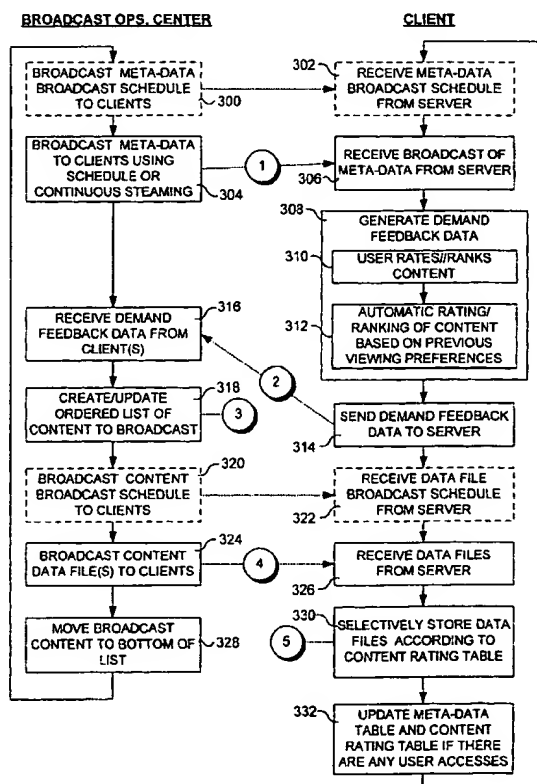 BROADCAST OPS. CENTER
BROADCAST META-DATA
BROADCAST SCHEDULE
TO CLIENTS
300
BROADCAST META-DATA
TO CLIENTS USING
SCHEDULE OR
CONTINUOUS STEAMING
304
1
316
RECEIVE DEMAND
FEEDBACK DATA FROM
CLIENT(S)
2
318
CREATE/UPDATE
ORDERED LIST OF
CONTENT TO BROADCAST
3
320
BROADCAST CONTENT
BROADCAST SCHEDULE
TO CLIENTS
324
BROADCAST CONTENT
DATA FILE(S) TO CLIENTS
4
MOVE BROADCAST
CONTENT TO BOTTOM OF
LIST
328
CLIENT
302
RECEIVE META-DATA
BROADCAST SCHEDULE
FROM SERVER
RECEIVE BROADCAST OF
META-DATA FROM SERVER
306
308
GENERATE DEMAND
FEEDBACK DATA
310
USER RATES//RANKS
CONTENT
312
AUTOMATIC RATING/
RANKING OF CONTENT
BASED ON PREVIOUS
VIEWING PREFERENCES
SEND DEMAND FEEDBACK
DATA TO SERVER
314
RECEIVE DATA FILE
BROADCAST SCHEDULE
FROM SERVER
322
RECEIVE DATA FILES
FROM SERVER
326
330
SELECTIVELY STORE DATA
FILES ACCORDING TO
CONTENT RATING TABLE
5
332
UPDATE META-DATA
TABLE AND CONTENT
RATING TABLE IF THERE
ARE ANY USER ACCESSES